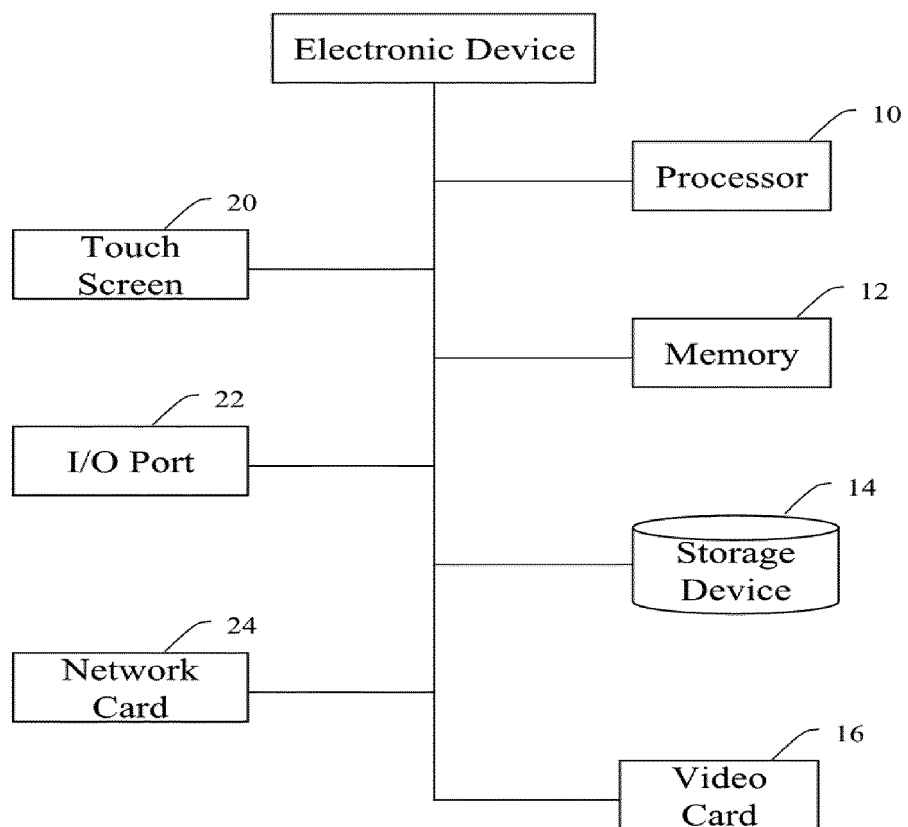 Electronic Device
10
Processor
20
Touch
Screen
12
Memory
22
I/O Port
14
Storage
Device
24
Network
Card
16
Video
Card